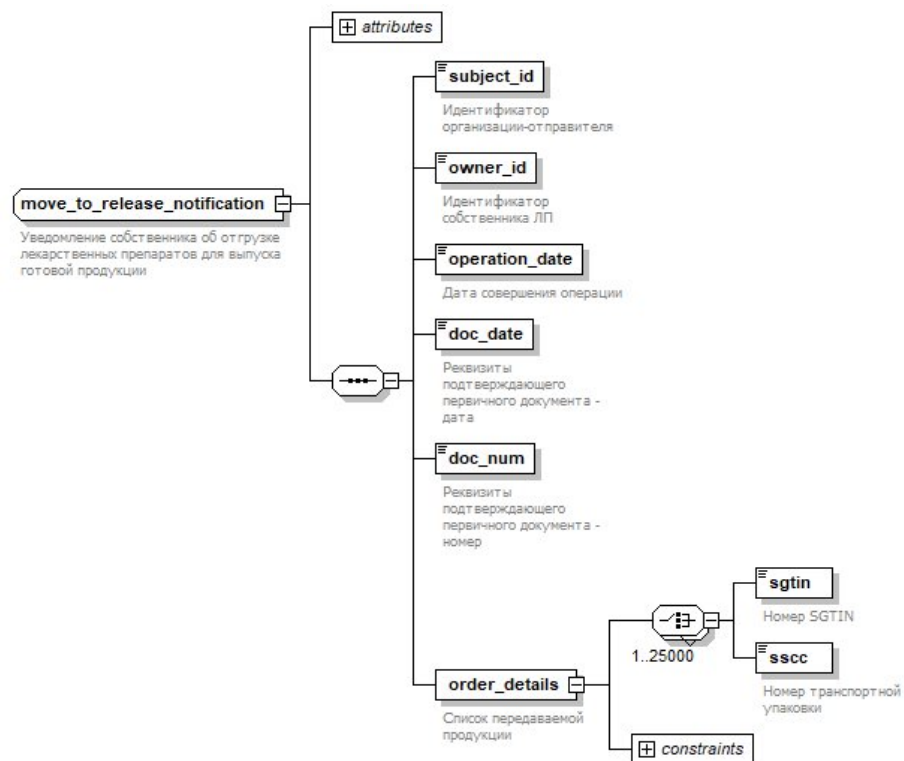 attributes
subject_id
Идентификатор
организации-отправителя
owner_id
Идентификатор
собственника ЛП
move_to_release_notification
Уведомление собственника об отгрузке
лекарственных препаратов для выпуска
готовой продукции
operation_date
Дата совершения операции
doc_date
Реквизиты
подтверждающего
первичного документа -
дата
doc_num
Реквизиты
подтверждающего
первичного документа -
номер
order_details
Список передаваемой
продукции
1..25000
sgtin
Номер SGTIN
sscc
Номер транспортной
упаковки
constraints